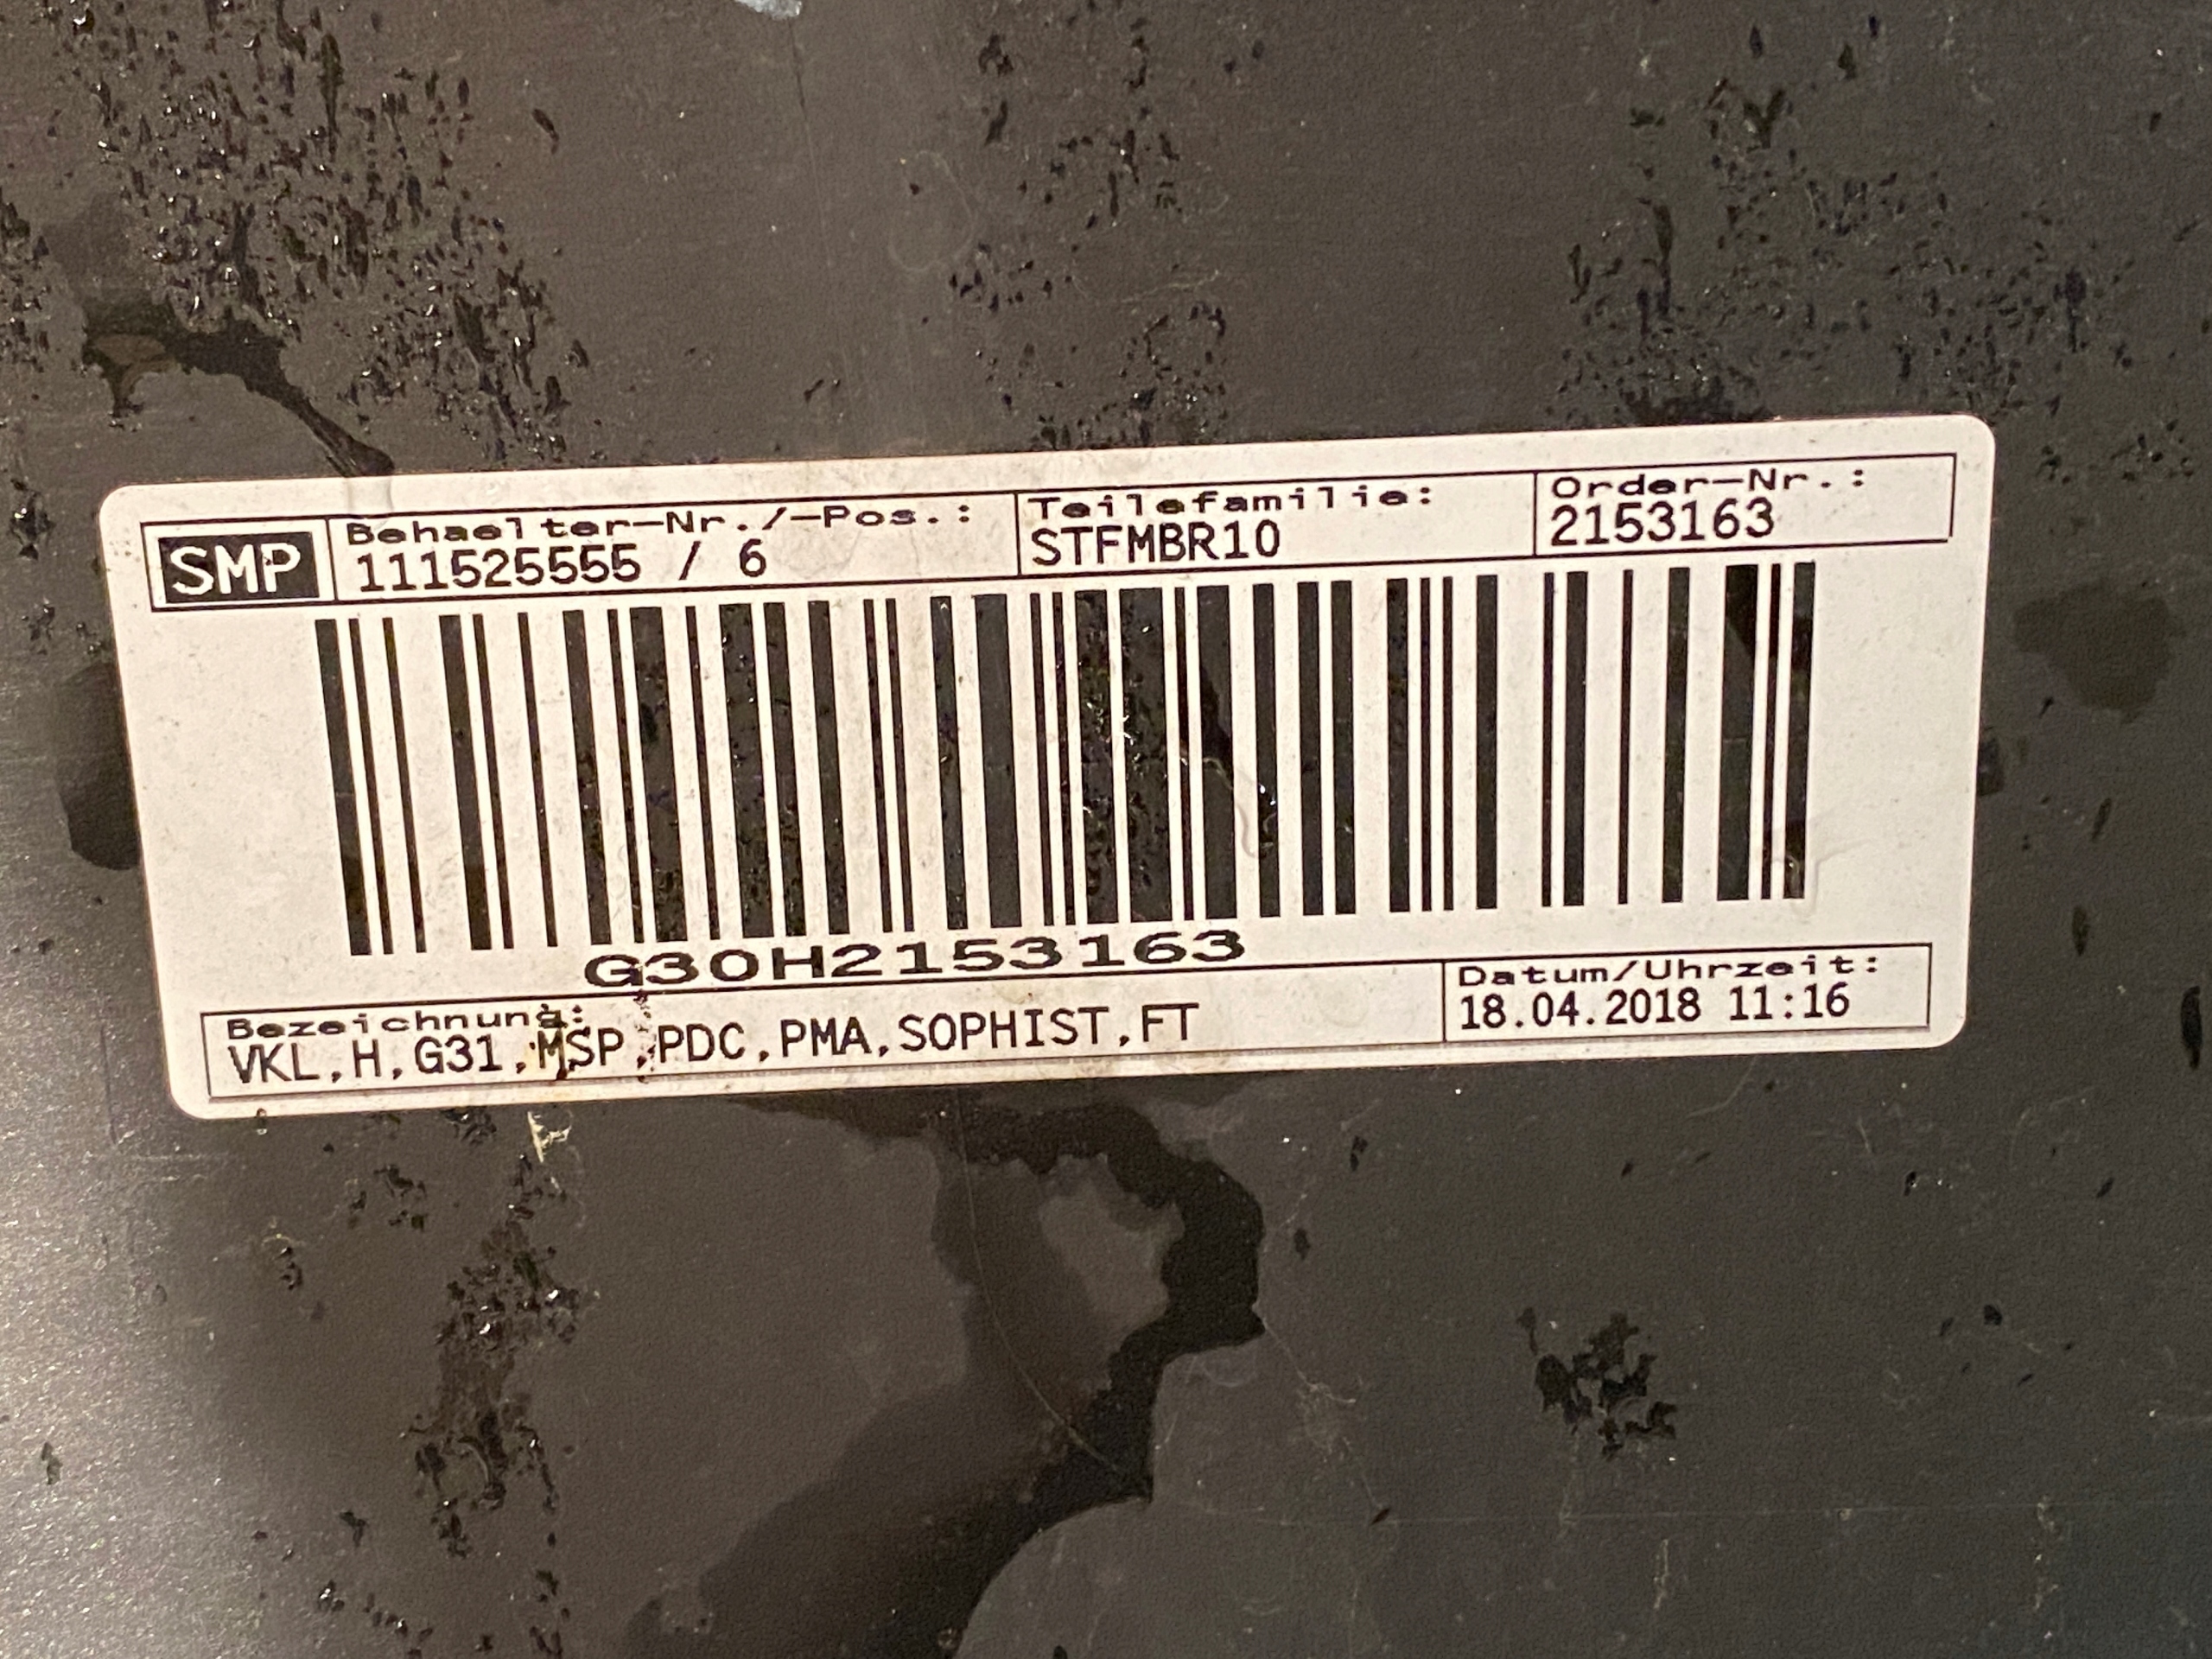 SMP
Behaelter-Nr./-Pos.:
111525555 / 6
Teilefamilie:
STFMBR10
Order-Nr.:
2153163
G30H2153163
Bezeichnung:
VKL,H,G31,MSP,PDC,PMA,SOPHIST,FT
Datum/Uhrzeit:
18.04.2018 11:16